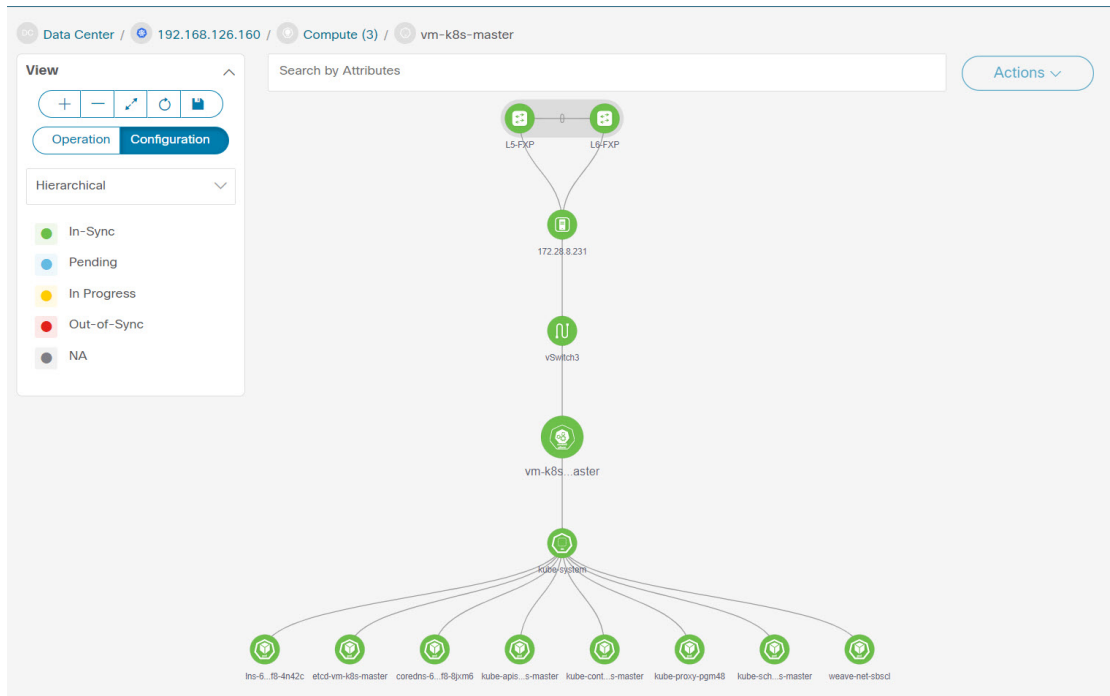 DC Data Center / 192.168.126.160 / Compute (3) / vm-k8s-master
View
Search by Attributes
Actions
Operation Configuration
Hierarchical
In-Sync
Pending
In Progress
Out-of-Sync
NA
L5-FXP L6-FXP
172.28.8.231
vSwitch3
vm-k8s...aster
kube-system
lns-6...f8-4n42c etcd-vm-k8s-master coredns-6...f8-8jxm6 kube-apis...s-master kube-cont...s-master kube-proxy-pgm48 kube-sch...s-master weave-net-sbscl